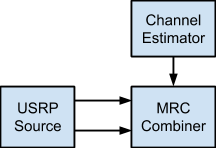 Channel
Estimator
USRP
Source
MRC
Combiner